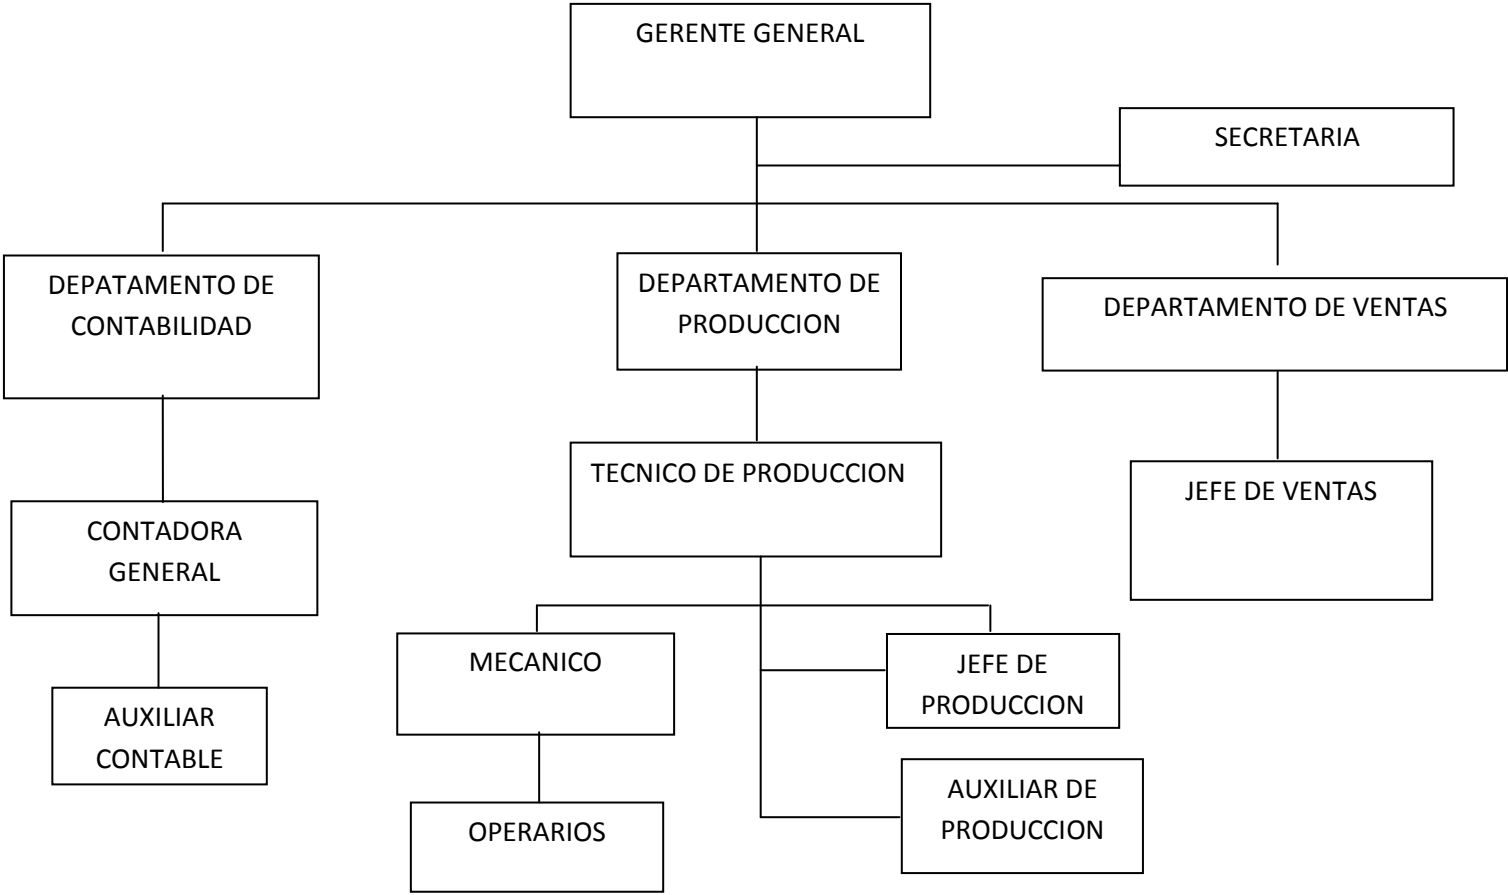 GERENTE GENERAL
SECRETARIA
DEPATAMENTO DE
CONTABILIDAD
DEPARTAMENTO DE
PRODUCCION
DEPARTAMENTO DE VENTAS
TECNICO DE PRODUCCION
JEFE DE VENTAS
CONTADORA
GENERAL
MECANICO
JEFE DE
PRODUCCION
AUXILIAR
CONTABLE
OPERARIOS
AUXILIAR DE
PRODUCCION